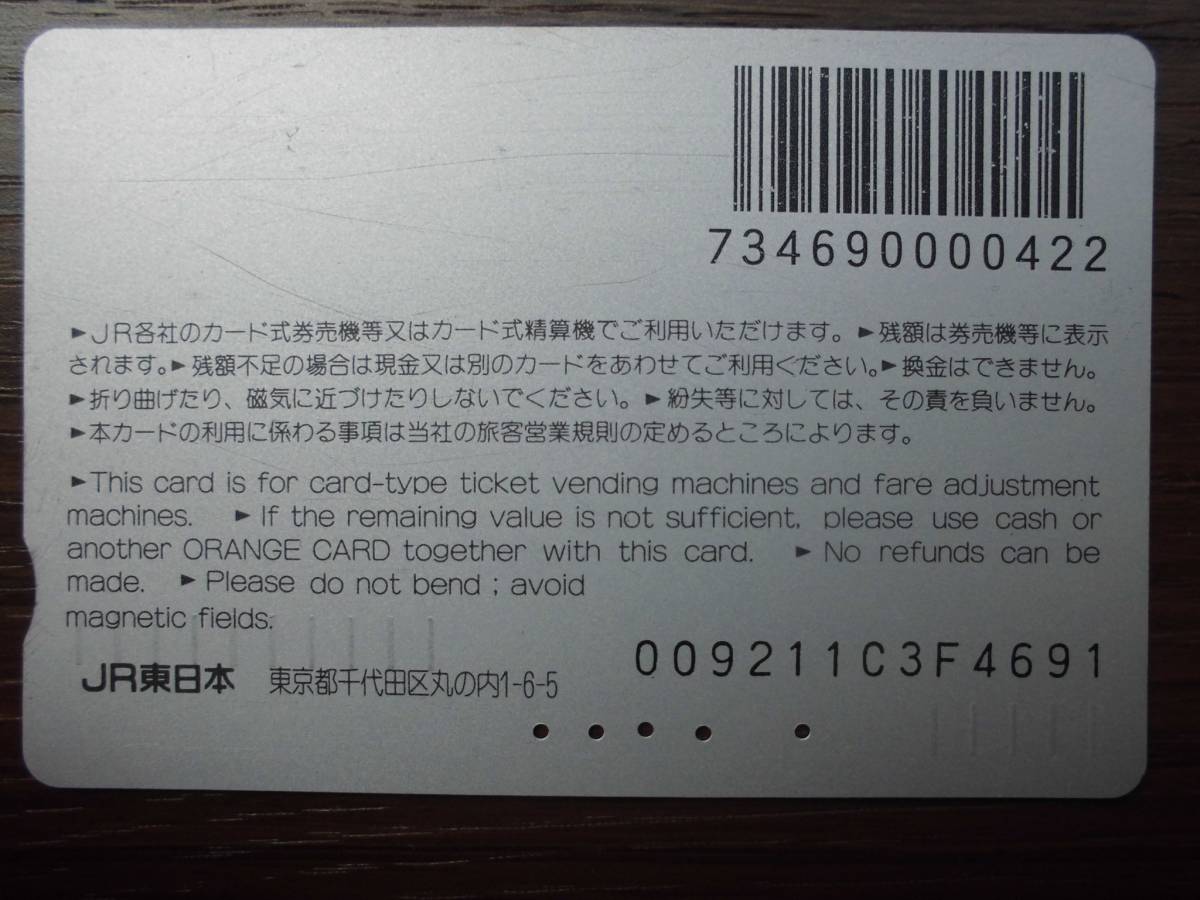 734690000422
►JR各社のカード式券売機等又はカード式精算機でご利用いただけます。►残額は券売機等に表示
されます。►残額不足の場合は現金又は別のカードをあわせてご利用ください。►換金はできません。
►折り曲げたり、磁気に近づけたりしないでください。►紛失等に対しては、その責を負いません。
►本カードの利用に係わる事項は当社の旅客営業規則の定めるところによります。
►This card is for card-type ticket vending machines and fare adjustment
machines. ►If the remaining value is not sufficient, please use cash or
another ORANGE CARD together with this card. ►No refunds can be
made. ►Please do not bend ; avoid
magnetic fields.
009211C3F4691
JR東日本 東京都千代田区丸の内1-6-5